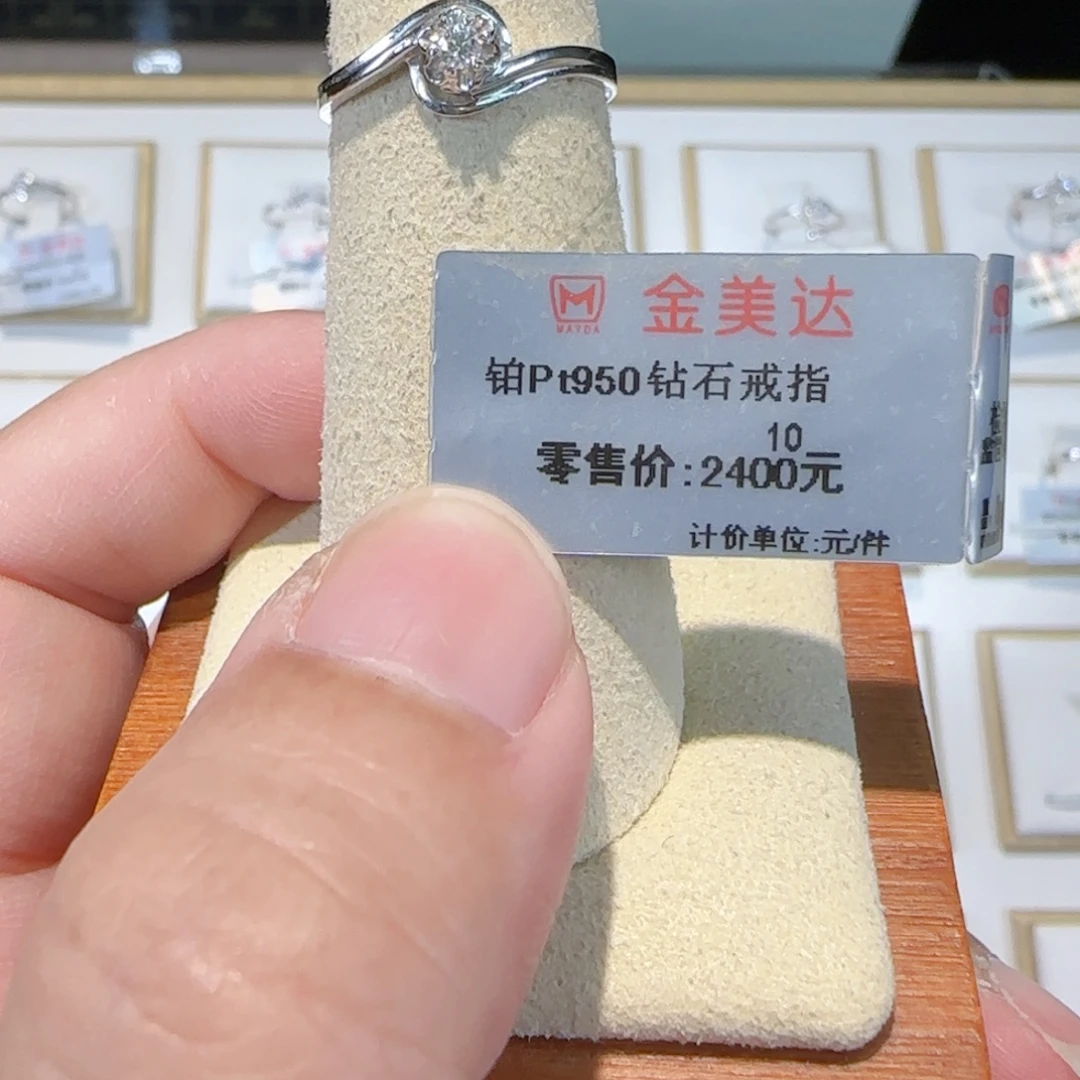 金美达
MAYDA
铂Pt950钻石戒指
10
零售价:2400元
计价单位:元/件